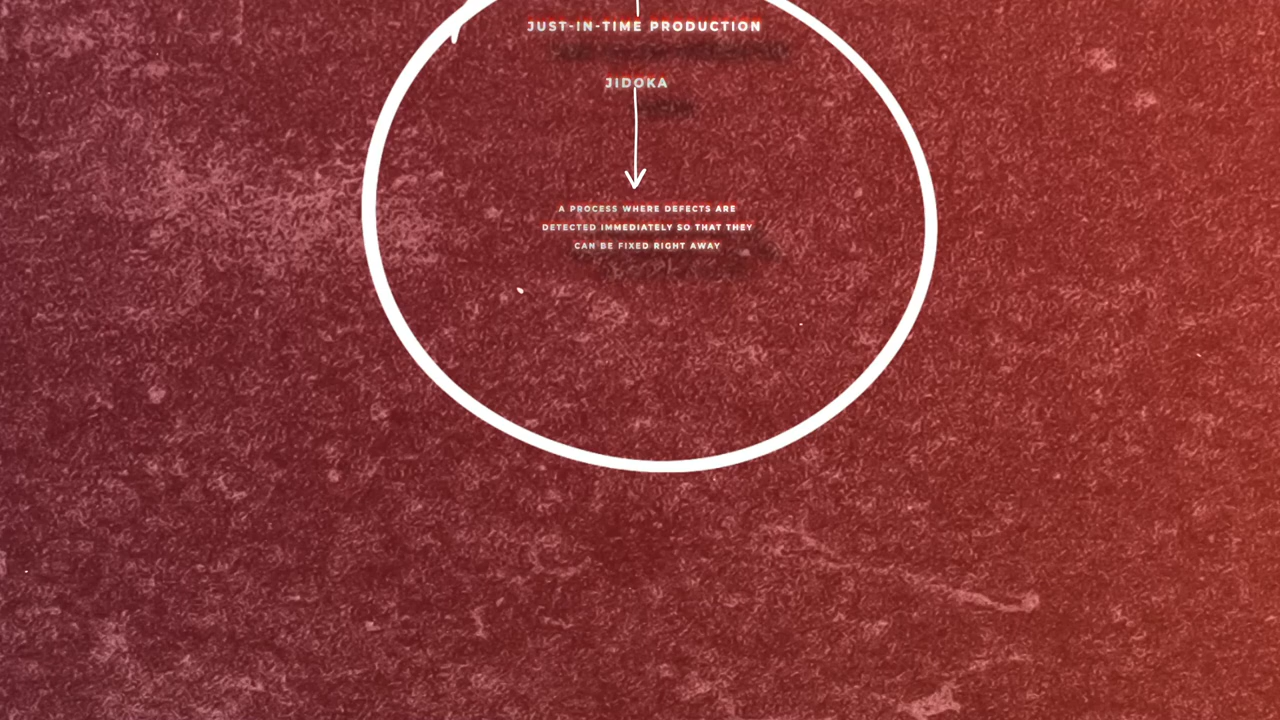 JUST-IN-TIME PRODUCTION
JIDOKA
A PROCESS WHERE DEFECTS ARE
DETECTED IMMEDIATELY SO THAT THEY
CAN BE FIXED RIGHT AWAY